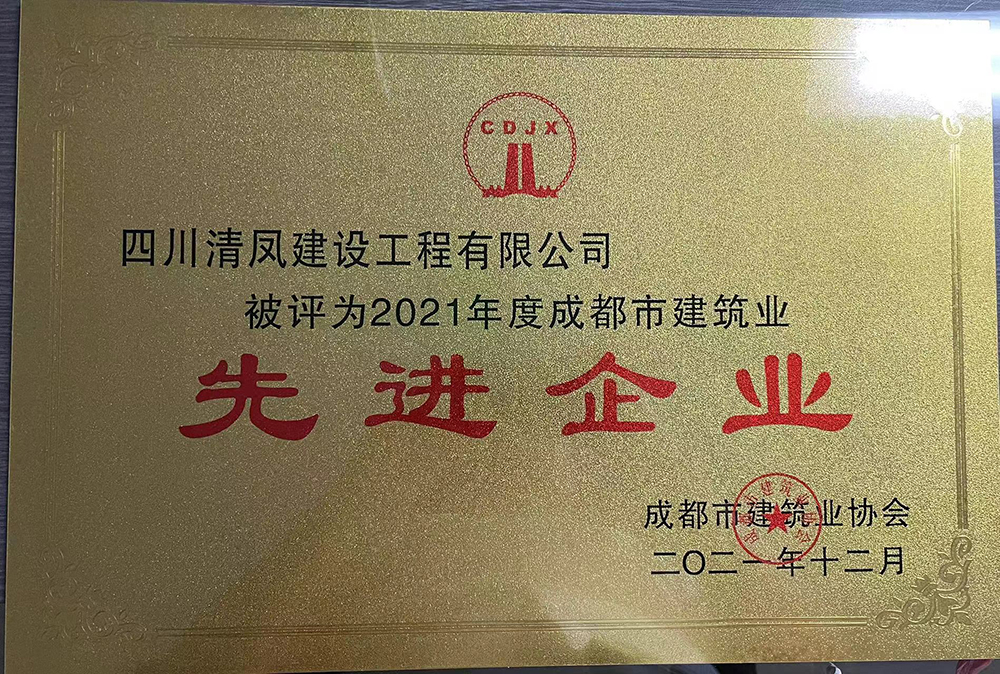 CDJX
四川清凤建设工程有限公司
被评为2021年度成都市建筑业
先进企业
成都市建筑业协会
二〇二一年十二月